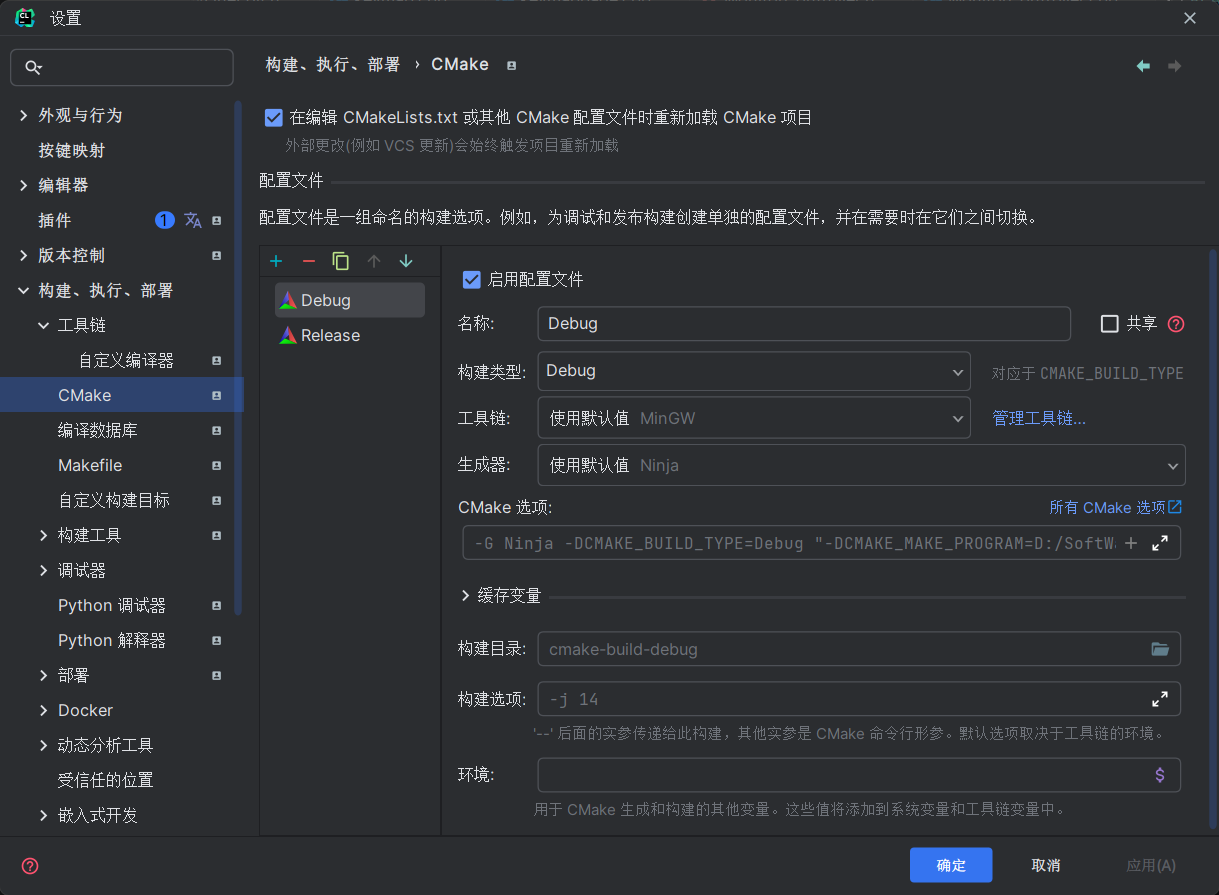 CL 设置
外观与行为
按键映射
编辑器
插件 1
版本控制
构建、执行、部署
工具链
自定义编译器
CMake
编译数据库
Makefile
自定义构建目标
构建工具
调试器
Python 调试器
Python 解释器
部署
Docker
动态分析工具
受信任的位置
嵌入式开发
构建、执行、部署 › CMake
在编辑 CMakeLists.txt 或其他 CMake 配置文件时重新加载 CMake 项目
外部更改(例如 VCS 更新)会始终触发项目重新加载
配置文件
配置文件是一组命名的构建选项。例如，为调试和发布构建创建单独的配置文件，并在需要时在它们之间切换。
Debug
Release
启用配置文件
名称: Debug 共享
构建类型: Debug 对应于 CMAKE_BUILD_TYPE
工具链: 使用默认值 MinGW 管理工具链...
生成器: 使用默认值 Ninja
CMake 选项: 所有 CMake 选项
-G Ninja -DCMAKE_BUILD_TYPE=Debug "-DCMAKE_MAKE_PROGRAM=D:/SoftW
缓存变量
构建目录: cmake-build-debug
构建选项: -j 14
'--' 后面的实参传递给此构建，其他实参是 CMake 命令行形参。默认选项取决于工具链的环境。
环境: $
用于 CMake 生成和构建的其他变量。这些值将添加到系统变量和工具链变量中。
确定 取消 应用(A)